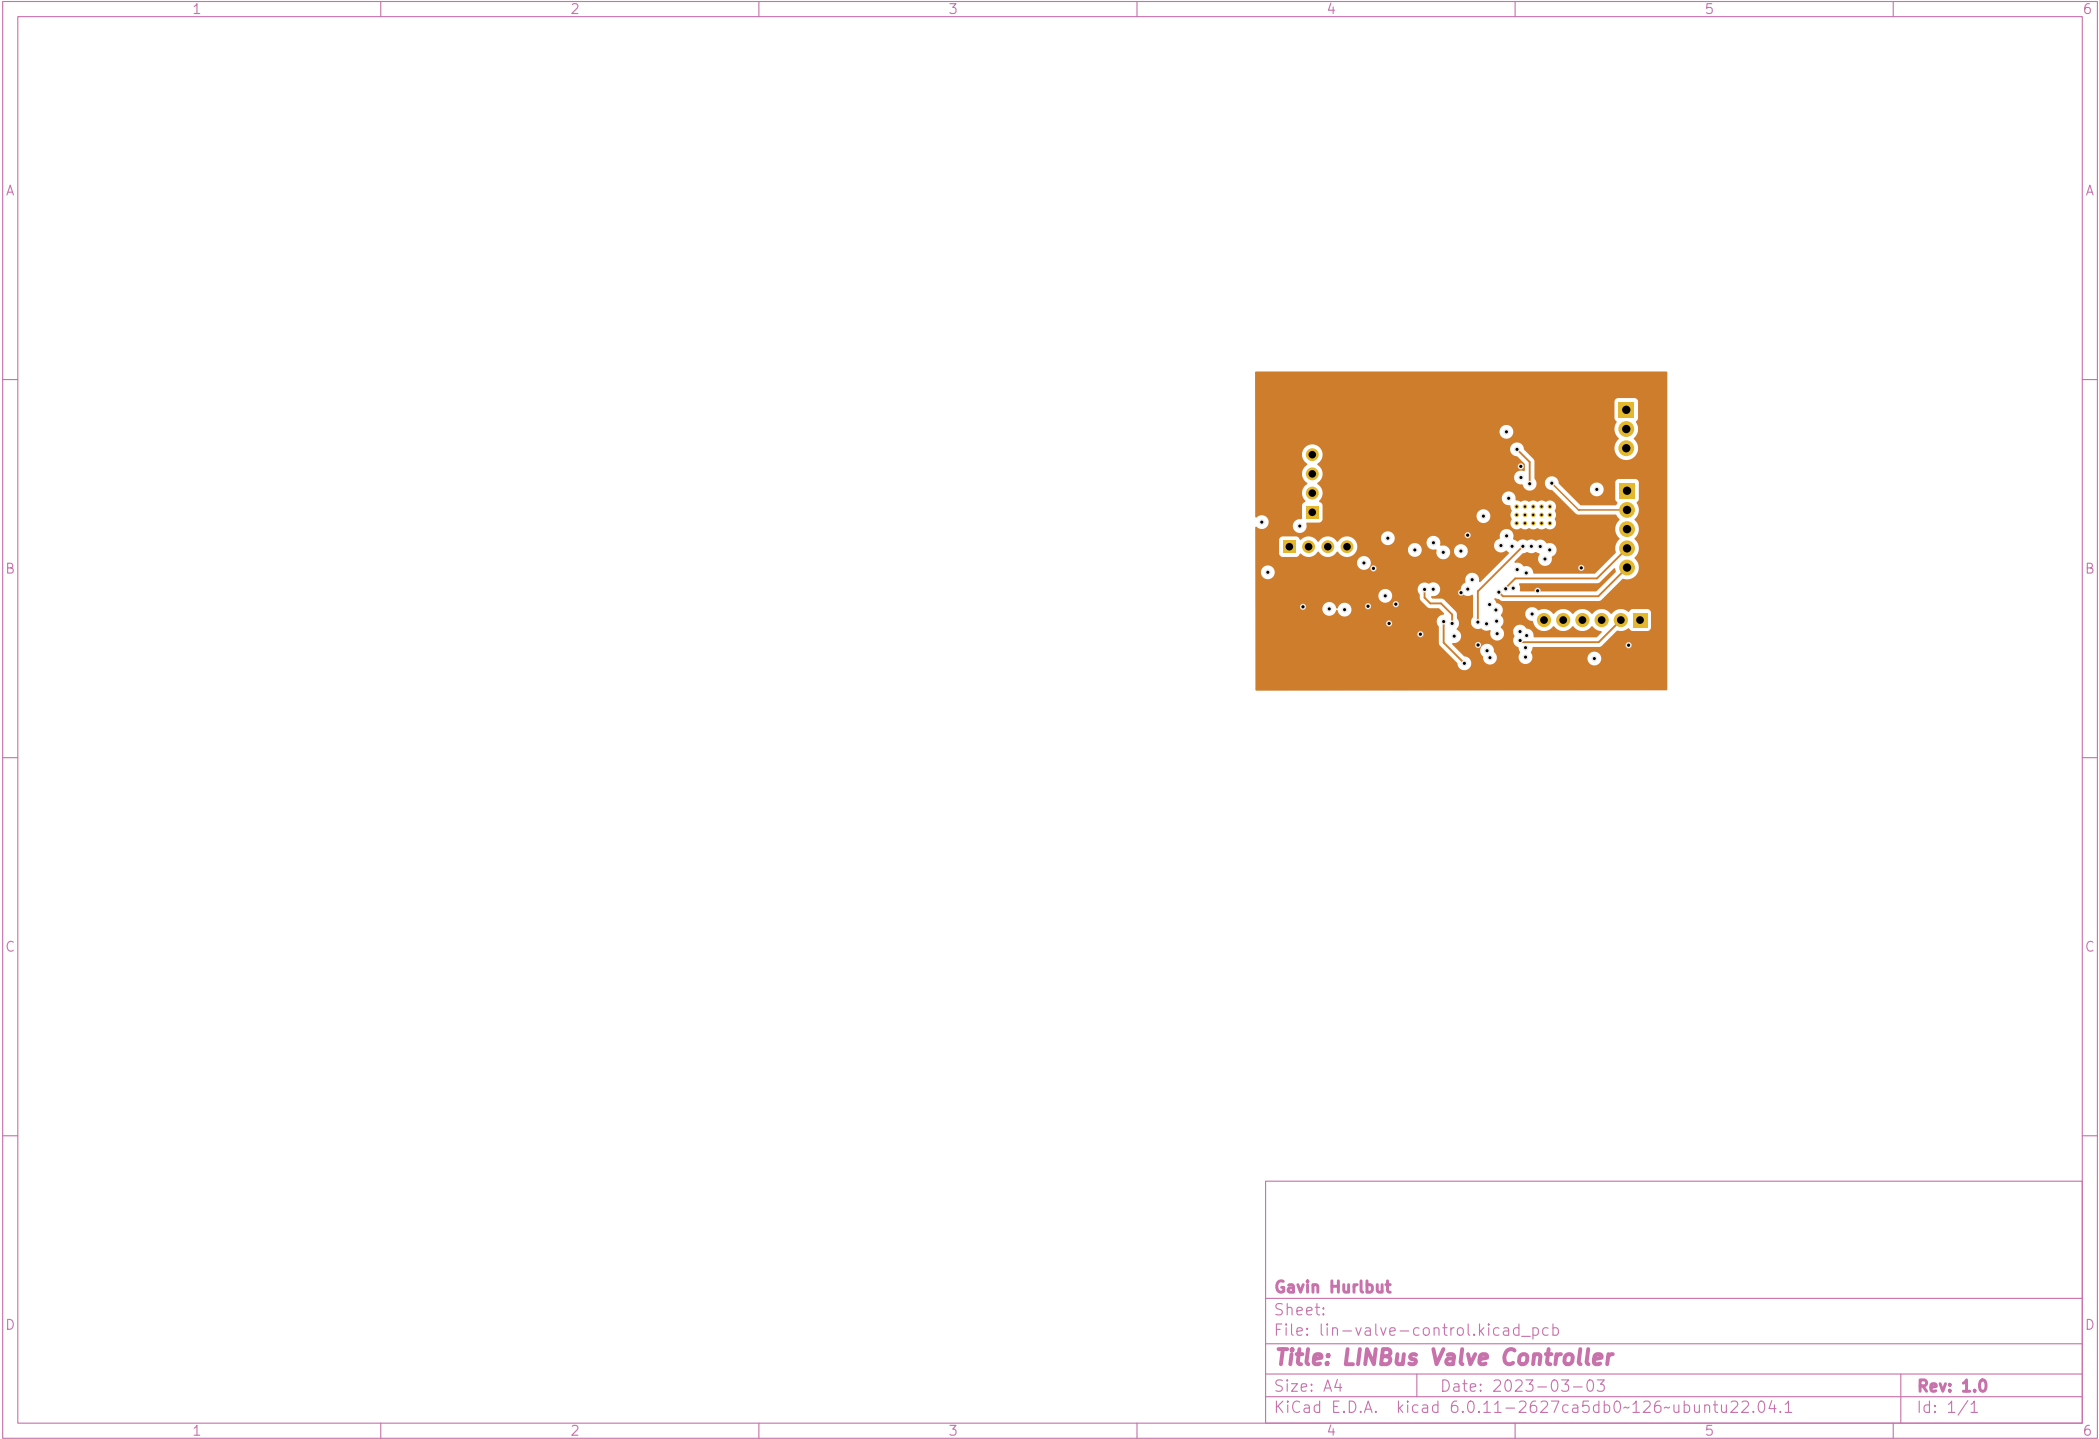 1 2 3 4 5 6
A A
B B
C C
Gavin Hurlbut
Sheet:
File: lin-valve-control.kicad_pcb
D D
Title: LINBus Valve Controller
Size: A4 Date: 2023-03-03 Rev: 1.0
KiCad E.D.A. kicad 6.0.11-2627ca5db0~126~ubuntu22.04.1 Id: 1/1
1 2 3 4 5 6